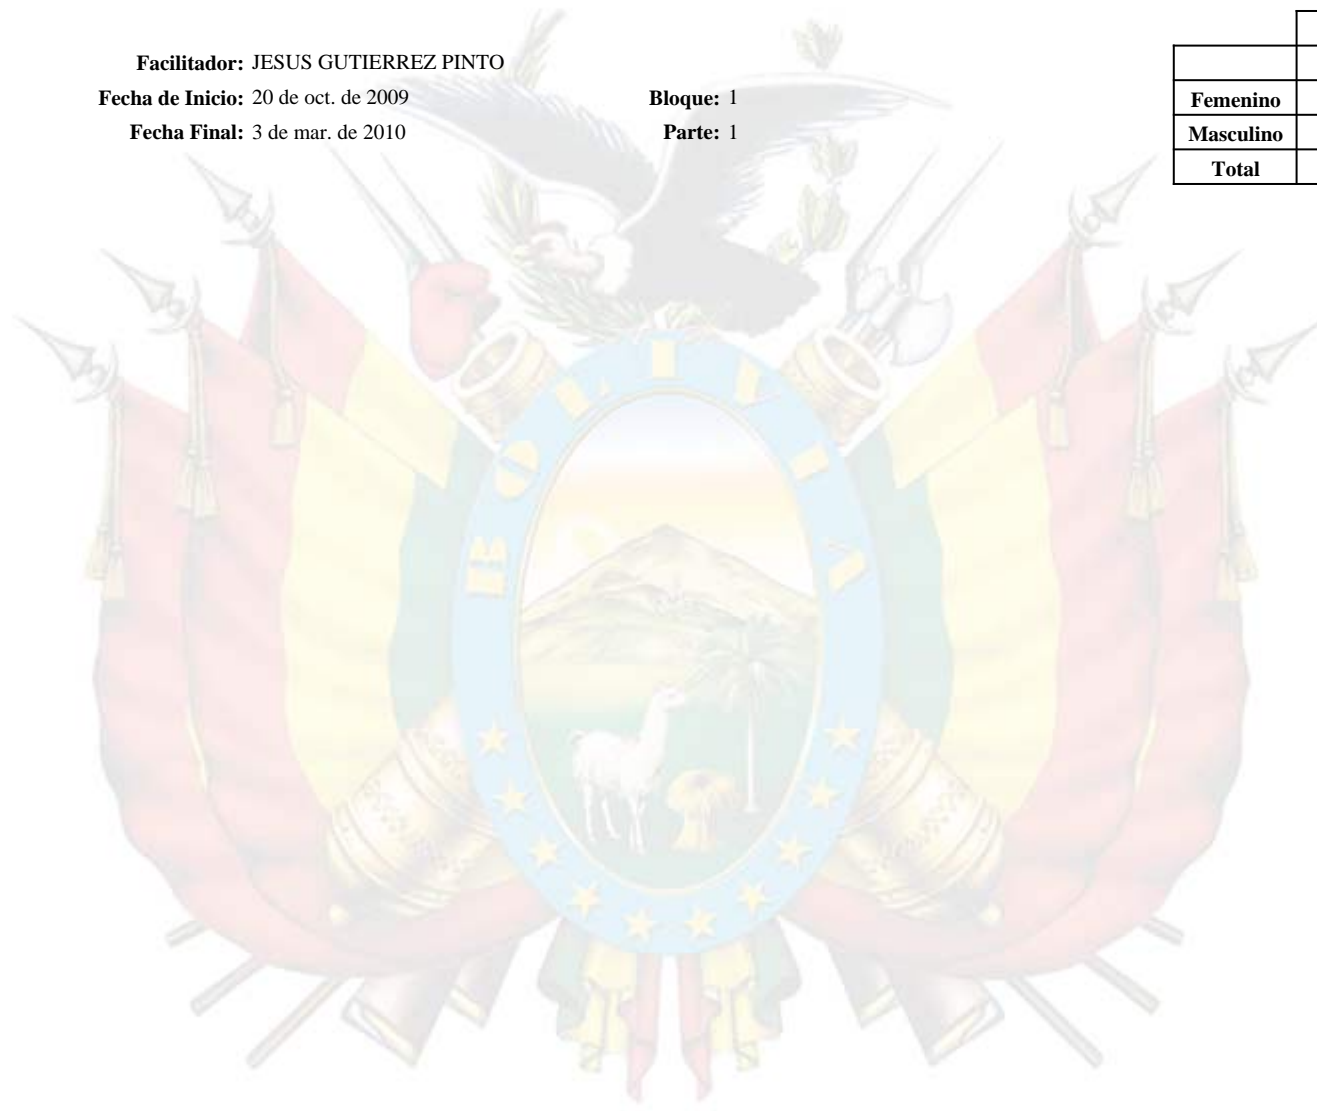 Facilitador: JESUS GUTIERREZ PINTO
Fecha de Inicio: 20 de oct. de 2009 Bloque: 1
Fecha Final: 3 de mar. de 2010 Parte: 1
Femenino
Masculino
Total
BOLIVIA